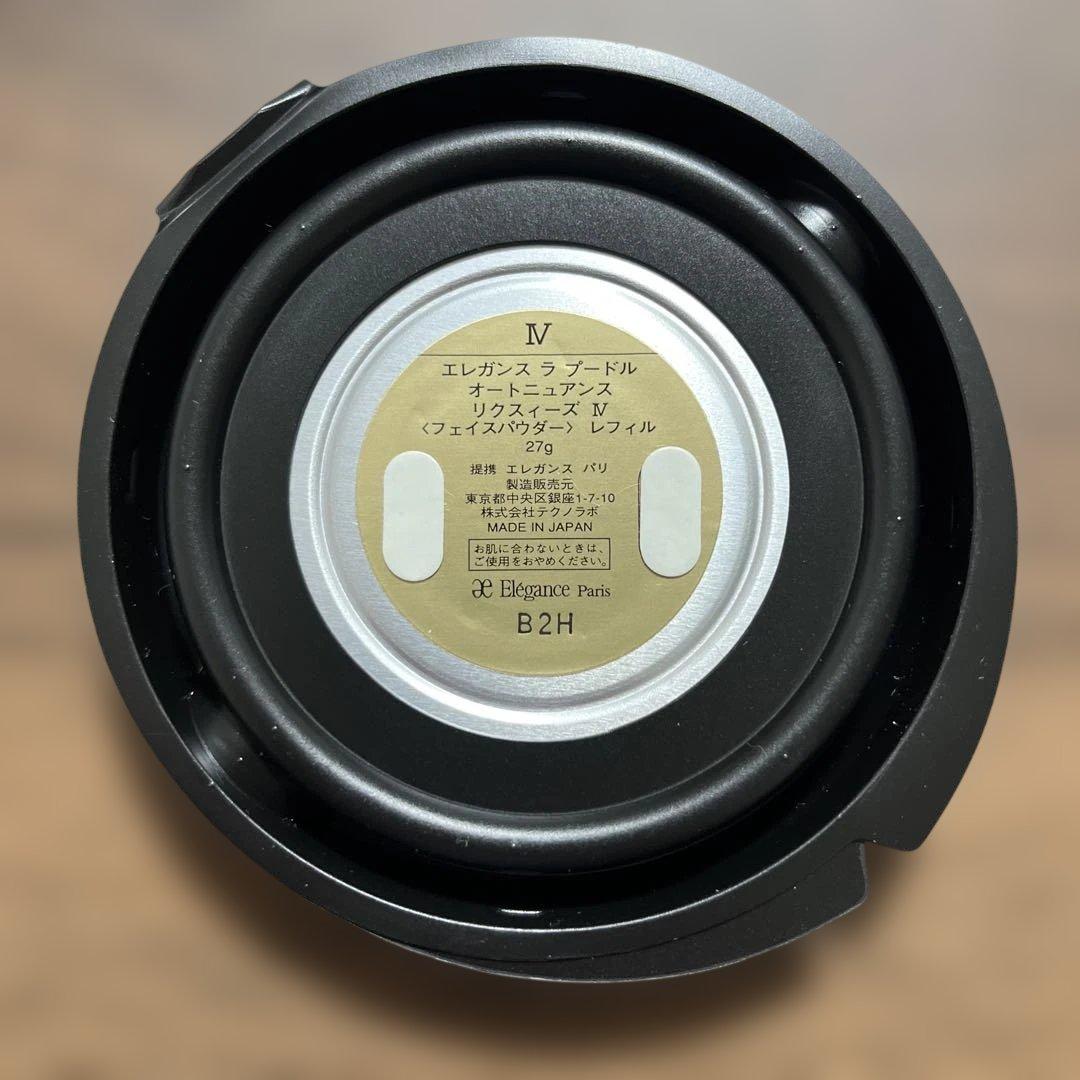 Ⅳ
エレガンス ラ プードル
オートニュアンス
リクスィーズ Ⅳ
〈フェイスパウダー〉 レフィル
27g
提携 エレガンス パリ
製造販売元
東京都中央区銀座1-7-10
株式会社テクノラボ
MADE IN JAPAN
お肌に合わないときは、
ご使用をおやめください。
æ Elégance Paris
B2H